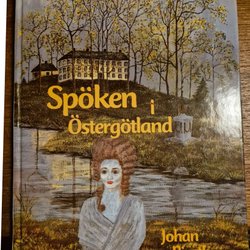 Spöken i
Östergötland
Johan